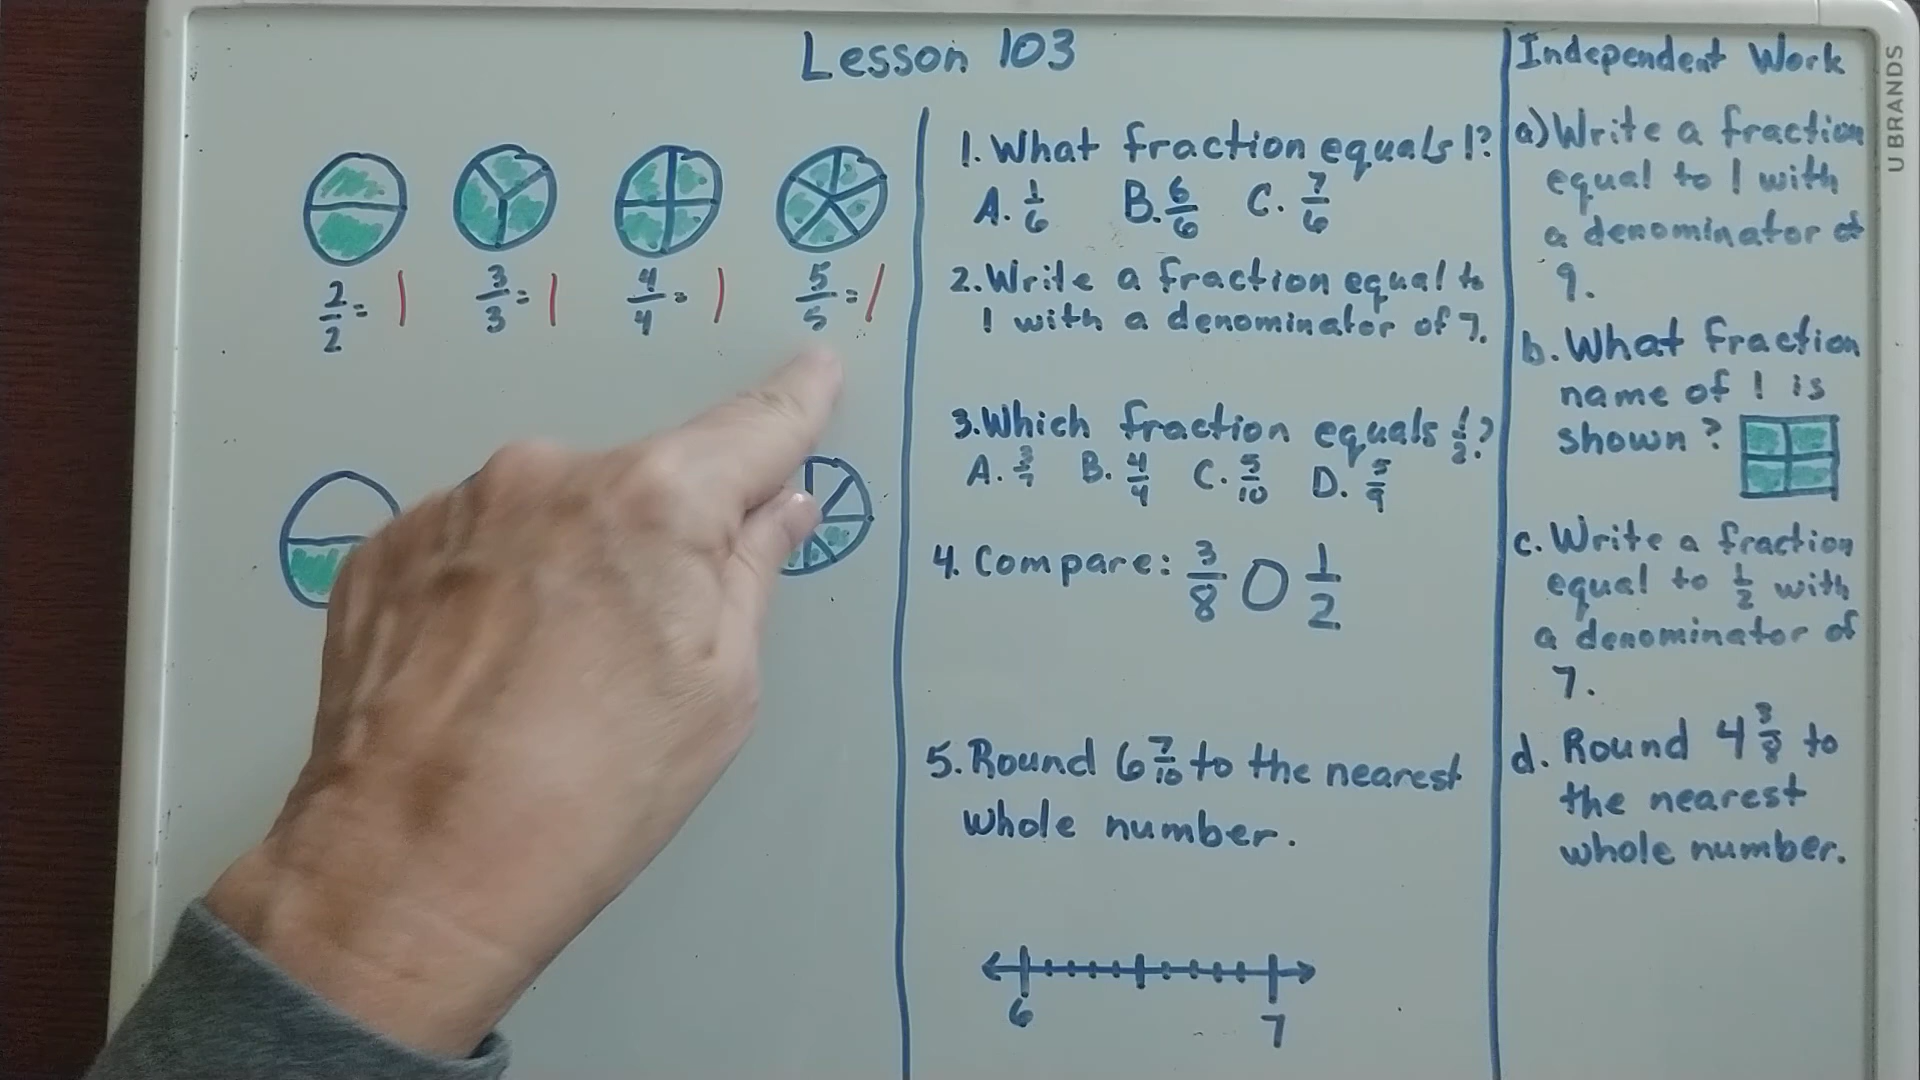 Lesson 103
2/2 = 1 3/3 = 1 4/4 = 1 5/5 = 1
1. What fraction equals 1?
A. 1/6 B. 6/6 C. 7/6
2. Write a fraction equal to
1 with a denominator of 7.
3. Which fraction equals 1/2?
B. 4/4 C. 5/10 D. 5/9
4. Compare: 3/8 O 1/2
5. Round 6 7/10 to the nearest
whole number.
6 7
Independent Work
a) Write a fraction
equal to 1 with
a denominator of
9.
b. What fraction
name of 1 is
shown?
c. Write a fraction
equal to 1/2 with
a denominator of
7.
d. Round 4 3/8 to
the nearest
whole number.
U BRANDS